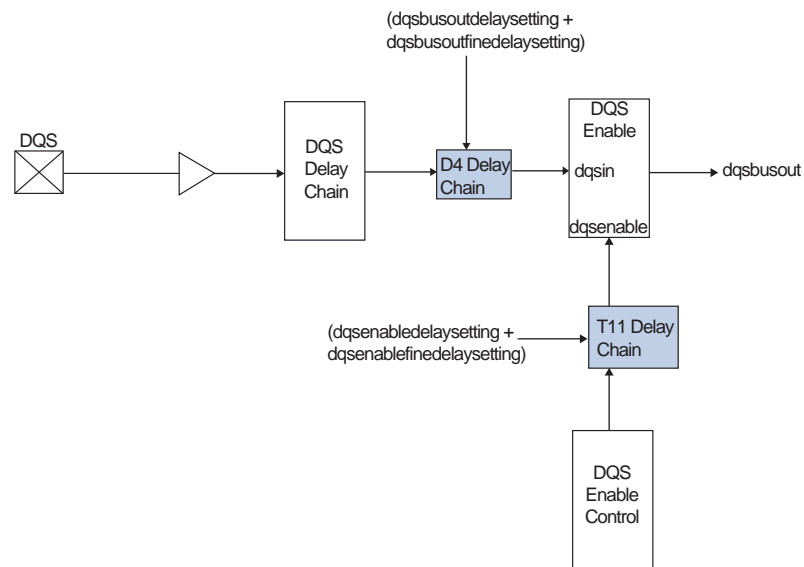 (dqsbusoutdelaysetting +
dqsbusoutfinedelaysetting)
DQS
DQS
Delay
Chain
D4 Delay
Chain
DQS
Enable
dqsin
dqsenable
dqsbusout
(dqsenabledelaysetting +
dqsenablefinedelaysetting)
T11 Delay
Chain
DQS
Enable
Control